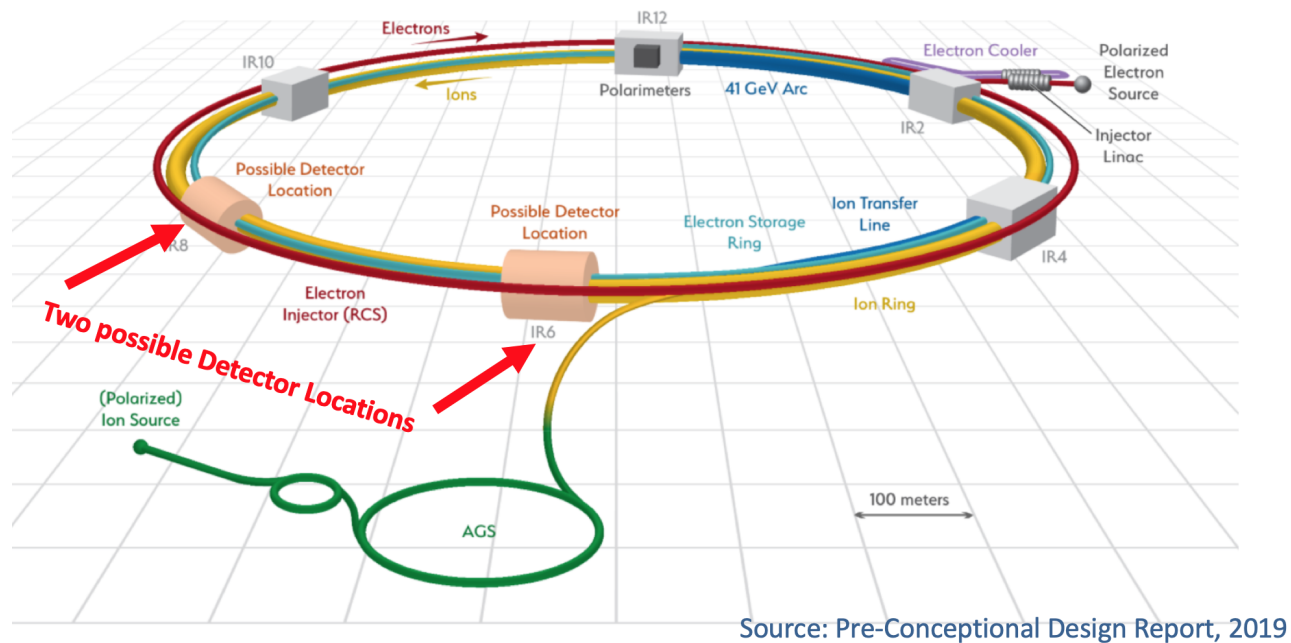 IR12
Electrons
IR10
Ions
Polarimeters
41 GeV Arc
Electron Cooler
Polarized
Electron
Source
IR2
Injector
Linac
Possible Detector
Location
Possible Detector
Location
Electron Storage
Ring
Ion Transfer
Line
IR8
IR4
Electron
Injector (RCS)
Ion Ring
IR6
Two possible Detector Locations
(Polarized)
Ion Source
100 meters
AGS
Source: Pre-Conceptual Design Report, 2019